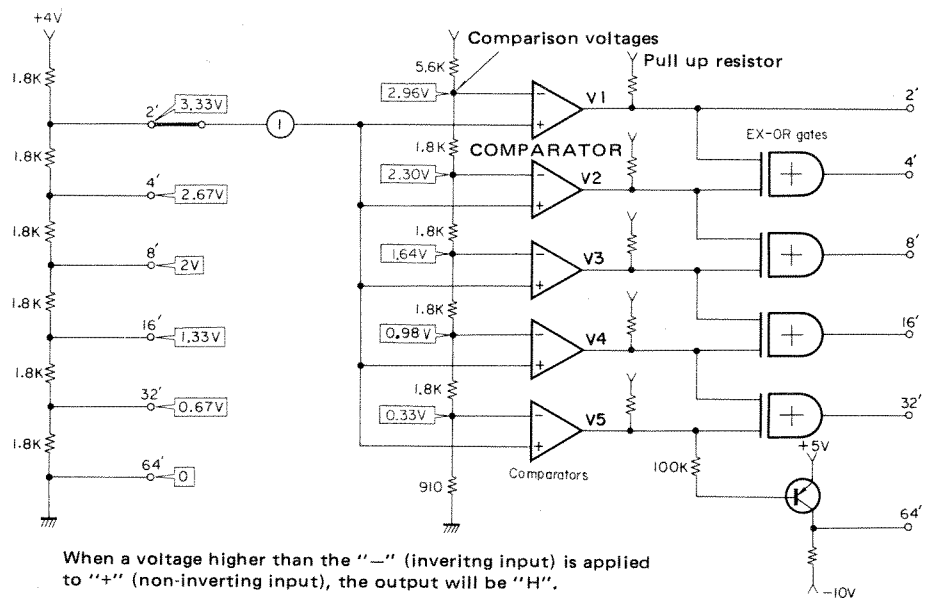 +4V
1.8K
2'
3.33V
1
1.8K
4'
2.67V
1.8K
8'
2V
1.8K
16'
1.33V
1.8K
32'
0.67V
1.8K
64'
0
Comparison voltages
5.6K
2.96V
1.8K
COMPARATOR
2.30V
1.8K
1.64V
1.8K
0.98V
1.8K
0.33V
910
Pull up resistor
- + V1
- + V2
- + V3
- + V4
- + V5
Comparators
EX-OR gates
2'
+ 4'
+ 8'
+ 16'
+ 32'
100K
+5V
64'
-10V
When a voltage higher than the "—" (inveritng input) is applied
to "+" (non-inverting input), the output will be "H".